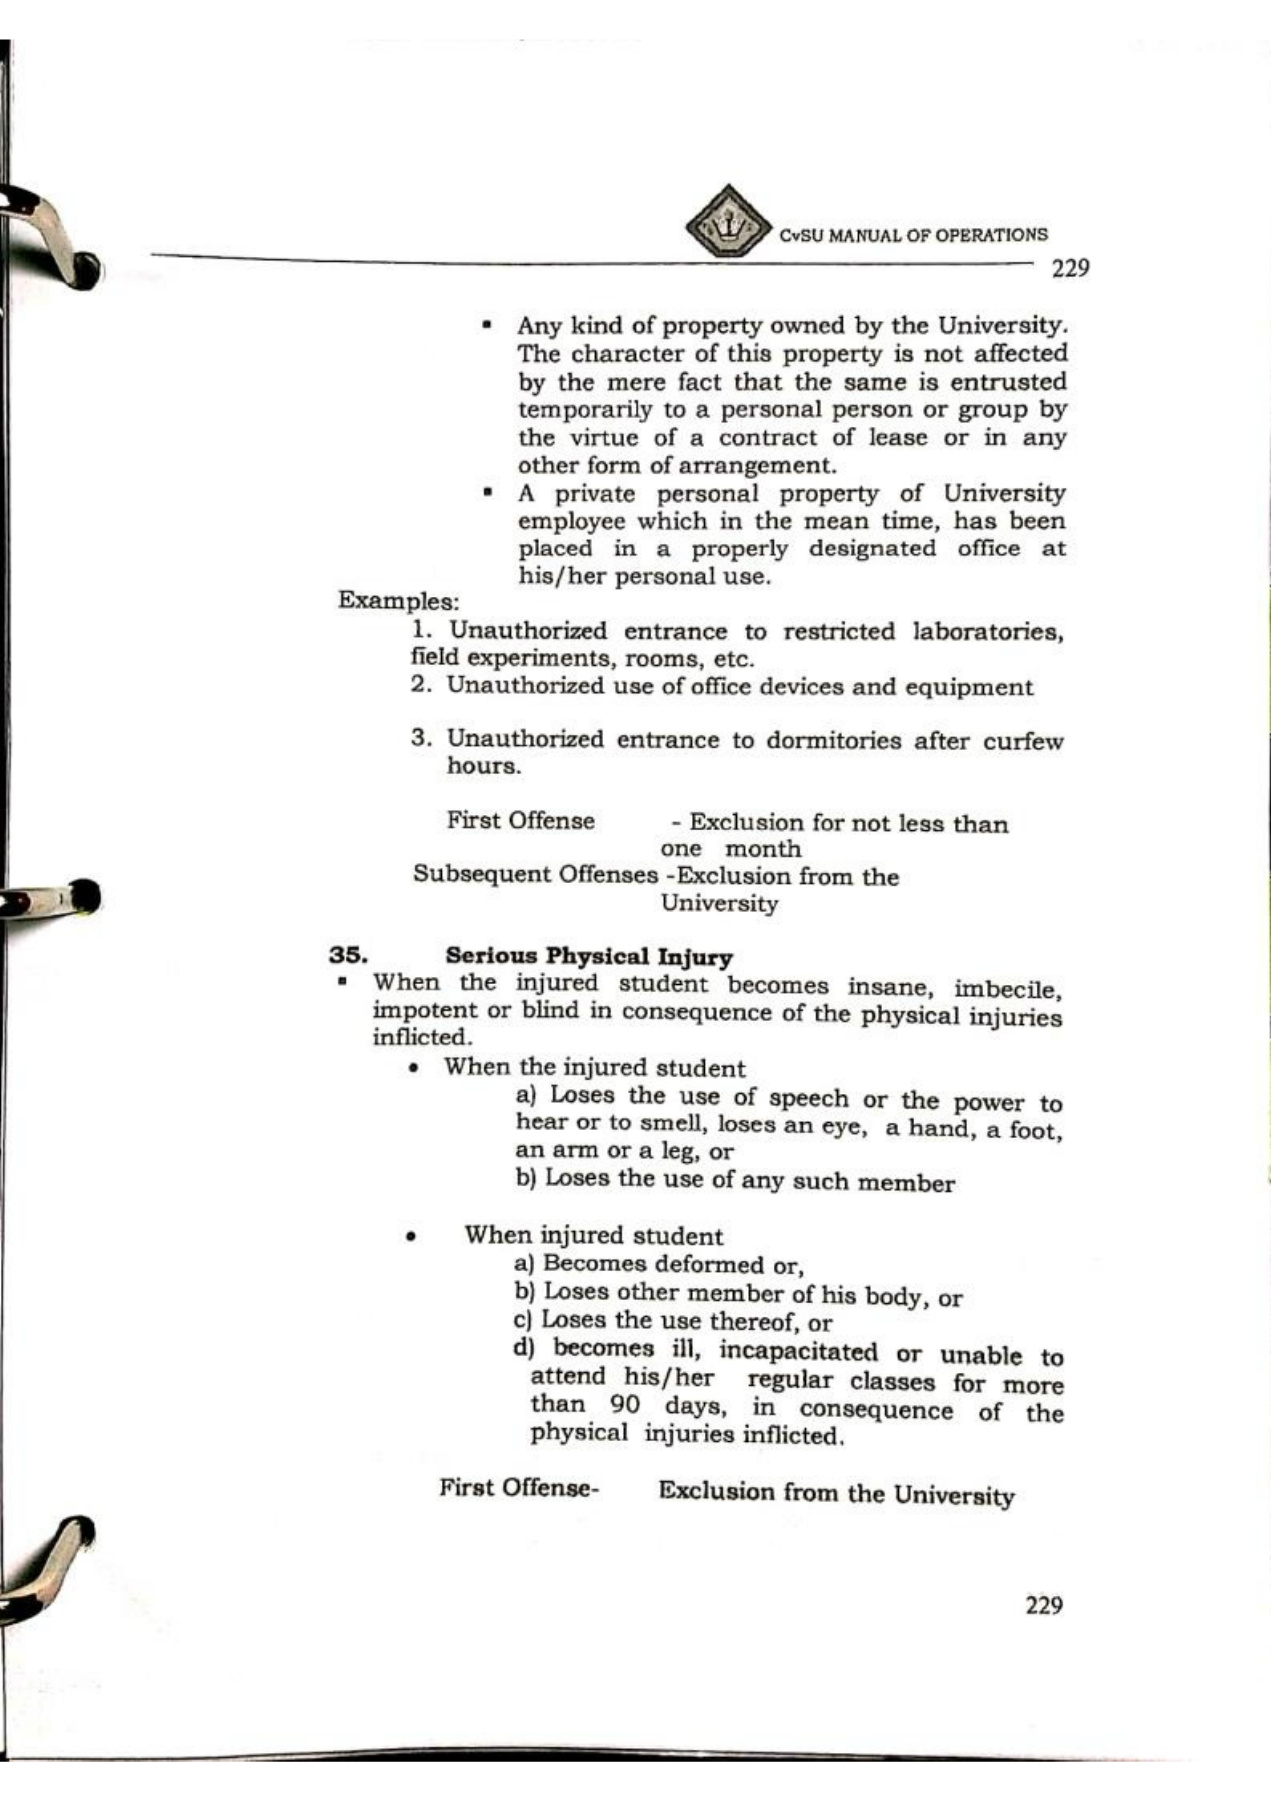 CvSU MANUAL OF OPERATIONS
229
▪ Any kind of property owned by the University.
The character of this property is not affected
by the mere fact that the same is entrusted
temporarily to a personal person or group by
the virtue of a contract of lease or in any
other form of arrangement.
▪ A private personal property of University
employee which in the mean time, has been
placed in a properly designated office at
his/her personal use.
Examples:
1. Unauthorized entrance to restricted laboratories,
field experiments, rooms, etc.
2. Unauthorized use of office devices and equipment
3. Unauthorized entrance to dormitories after curfew
hours.
First Offense - Exclusion for not less than
one month
Subsequent Offenses -Exclusion from the
University
35. Serious Physical Injury
▪ When the injured student becomes insane, imbecile,
impotent or blind in consequence of the physical injuries
inflicted.
• When the injured student
a) Loses the use of speech or the power to
hear or to smell, loses an eye, a hand, a foot,
an arm or a leg, or
b) Loses the use of any such member
• When injured student
a) Becomes deformed or,
b) Loses other member of his body, or
c) Loses the use thereof, or
d) becomes ill, incapacitated or unable to
attend his/her regular classes for more
than 90 days, in consequence of the
physical injuries inflicted.
First Offense- Exclusion from the University
229